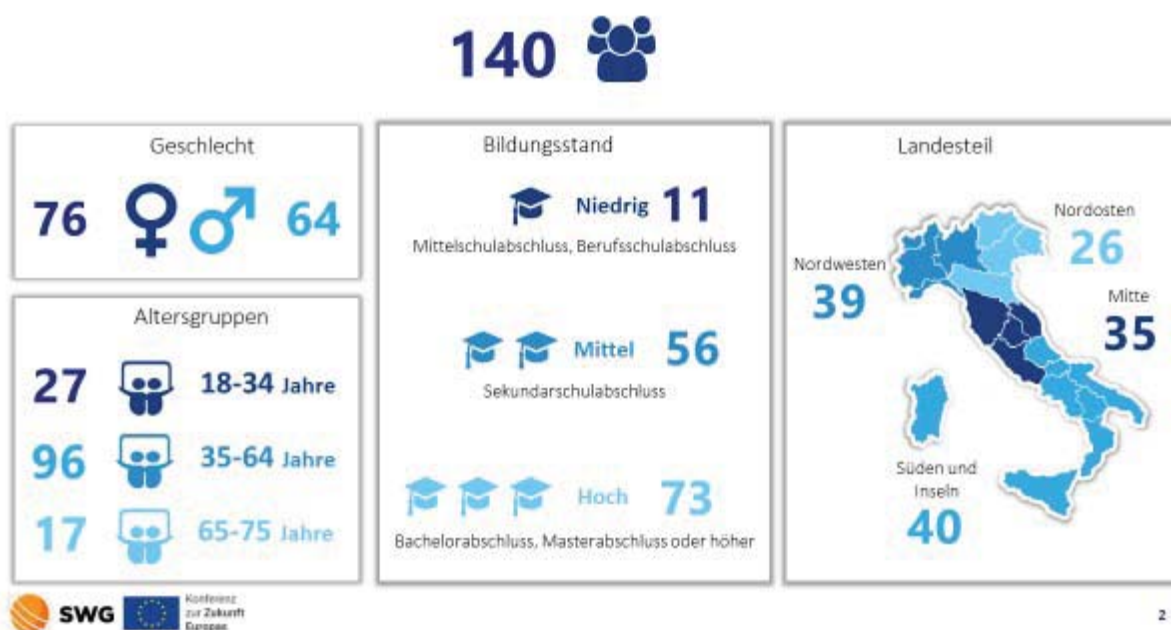 140
Geschlecht
76
64
Altersgruppen
27 18-34 Jahre
96 35-64 Jahre
17 65-75 Jahre
Bildungsstand
Niedrig 11
Mittelschulabschluss, Berufsschulabschluss
Mittel 56
Sekundarschulabschluss
Hoch 73
Bachelorabschluss, Masterabschluss oder höher
Landesteil
Nordosten
26
Nordwesten
39
Mitte
35
Süden und
Inseln
40
SWG
Konferenz
zur Zukunft
Europas
2